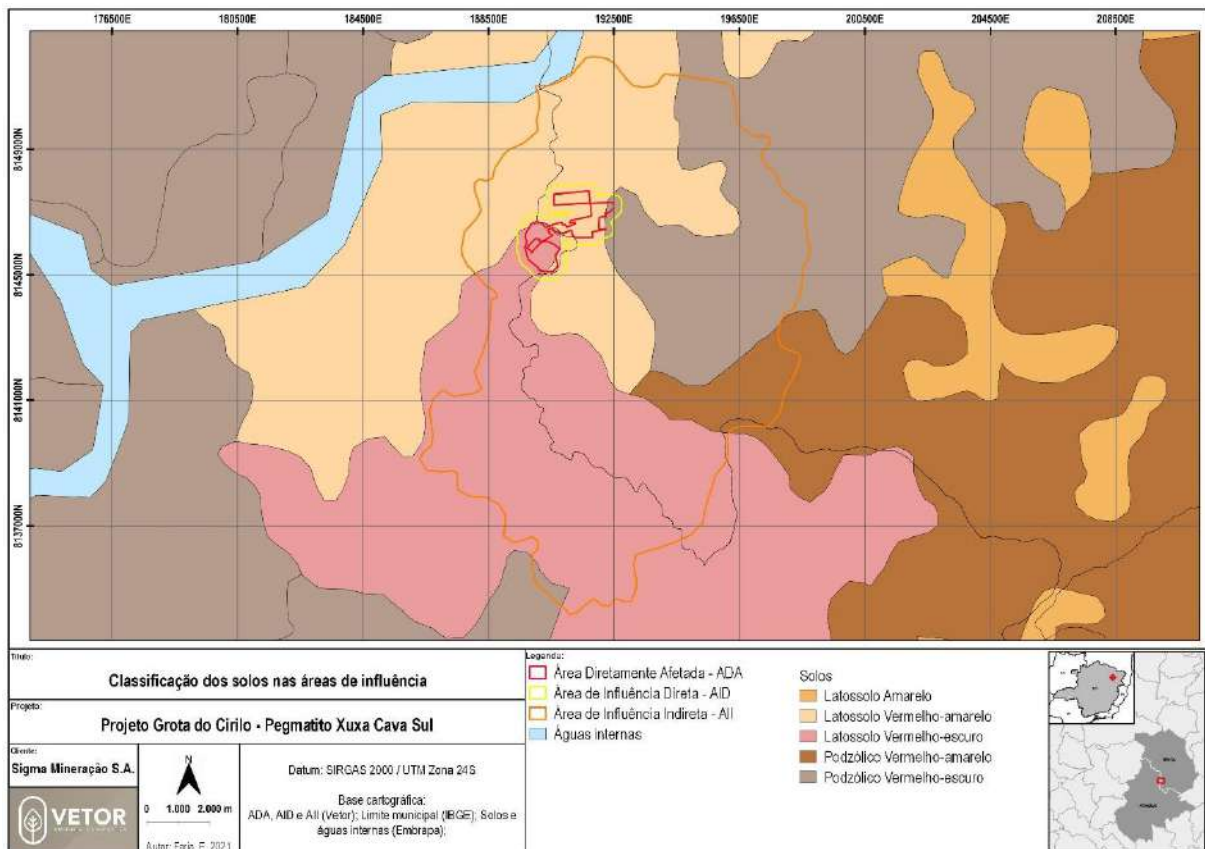 176500E 180500E 184500E 188500E 192500E 196500E 200500E 204500E 208500E
8149000N
8145000N
8141000N
8137000N
Título:
Classificação dos solos nas áreas de influência
Projeto:
Projeto Grota do Cirilo - Pegmatito Xuxa Cava Sul
Cliente:
Sigma Mineração S.A.
VETOR
N
0 1.000 2.000 m
Autor: Faria, F. 2021
Datum: SIRGAS 2000 / UTM Zona 24S
Base cartográfica:
ADA, AID e AII (Vetor); Limite municipal (IBGE); Solos e
águas internas (Embrapa);
Legenda:
Área Diretamente Afetada - ADA
Área de Influência Direta - AID
Área de Influência Indireta - AII
Águas internas
Solos
Latossolo Amarelo
Latossolo Vermelho-amarelo
Latossolo Vermelho-escuro
Podzólico Vermelho-amarelo
Podzólico Vermelho-escuro